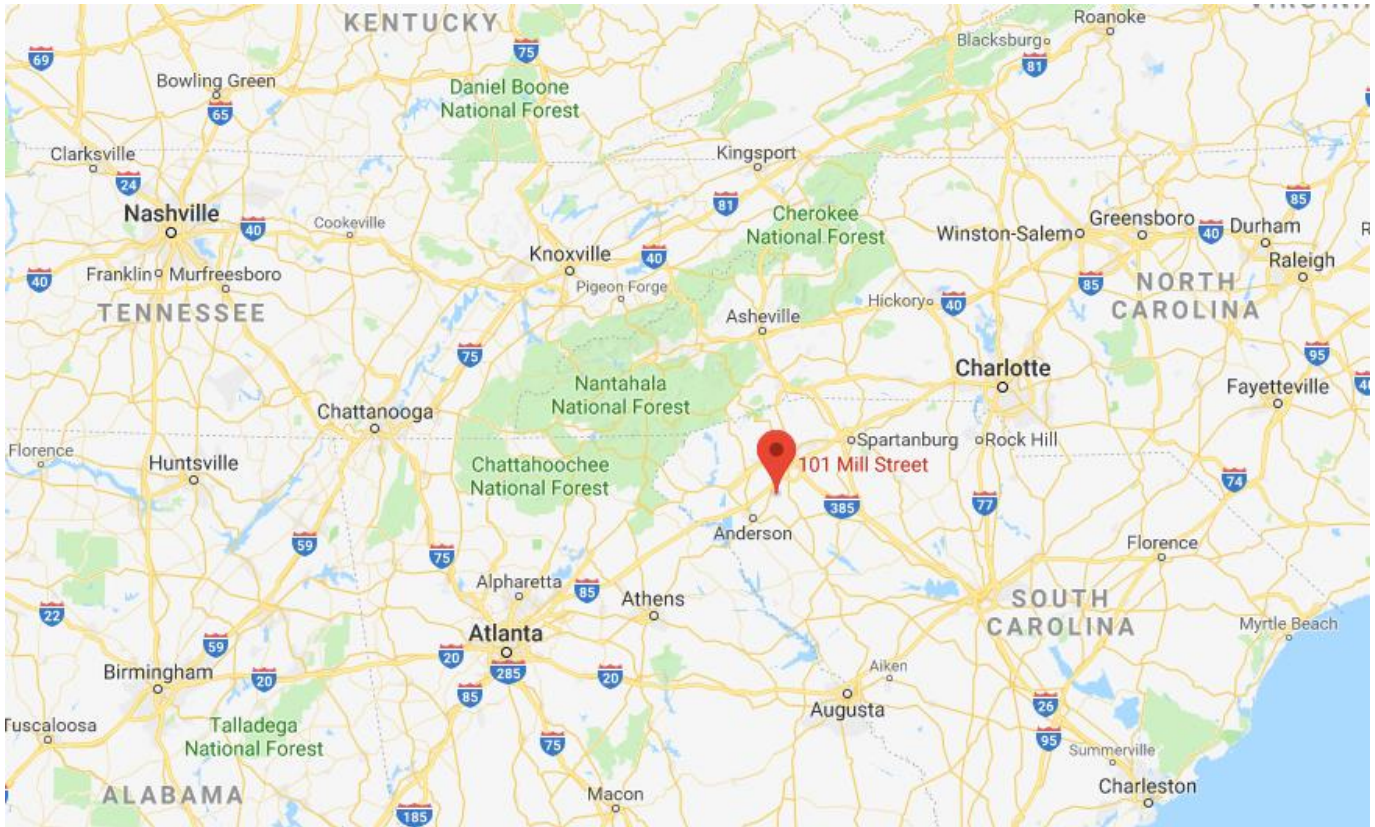 VIRGINIA
KENTUCKY
Roanoke
Blacksburg
75
69
81
Bowling Green
Daniel Boone
National Forest
65
Clarksville
Kingsport
24
81
85
Nashville
Cherokee
National Forest
Cookeville
40
Greensboro
Durham
Winston-Salem
40
R
Knoxville
40
Franklin
Murfreesboro
40
Raleigh
Pigeon Forge
85
NORTH
CAROLINA
Hickory
40
TENNESSEE
Asheville
75
95
Charlotte
Nantahala
National Forest
Fayetteville
40
Chattanooga
Spartanburg
Rock Hill
Florence
Huntsville
101 Mill Street
Chattahoochee
National Forest
74
77
385
Anderson
59
Florence
75
Alpharetta
85
Athens
SOUTH
CAROLINA
22
Atlanta
Myrtle Beach
59
20
285
Birmingham
20
20
Aiken
85
Augusta
26
Tuscaloosa
Talladega
National Forest
75
95
Summerville
Charleston
ALABAMA
Macon
185